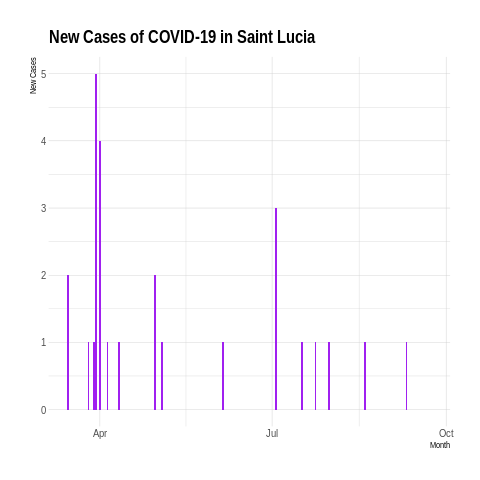 New Cases of COVID-19 in Saint Lucia
New Cases
5
4
3
2
1
0
Apr
Jul
Oct
Month